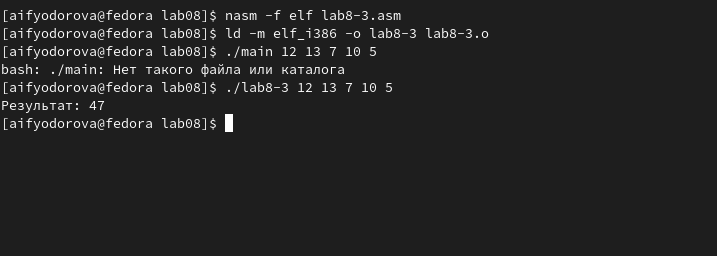 [aifyodorova@fedora lab08]$ nasm -f elf lab8-3.asm
[aifyodorova@fedora lab08]$ ld -m elf_i386 -o lab8-3 lab8-3.o
[aifyodorova@fedora lab08]$ ./main 12 13 7 10 5
bash: ./main: Нет такого файла или каталога
[aifyodorova@fedora lab08]$ ./lab8-3 12 13 7 10 5
Результат: 47
[aifyodorova@fedora lab08]$